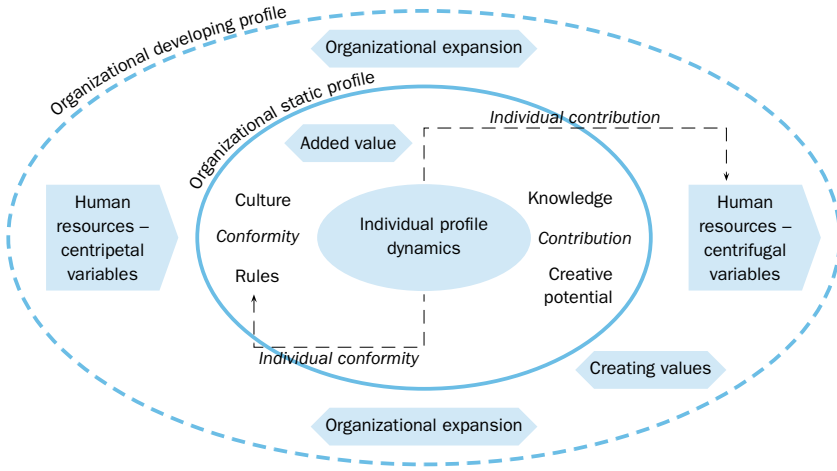 Organizational developing profile
Organizational expansion
Organizational static profile
Individual contribution
Added value
Human
resources –
centripetal
variables
Culture
Conformity
Rules
Individual profile
dynamics
Knowledge
Contribution
Creative
potential
Human
resources –
centrifugal
variables
Individual conformity
Creating values
Organizational expansion